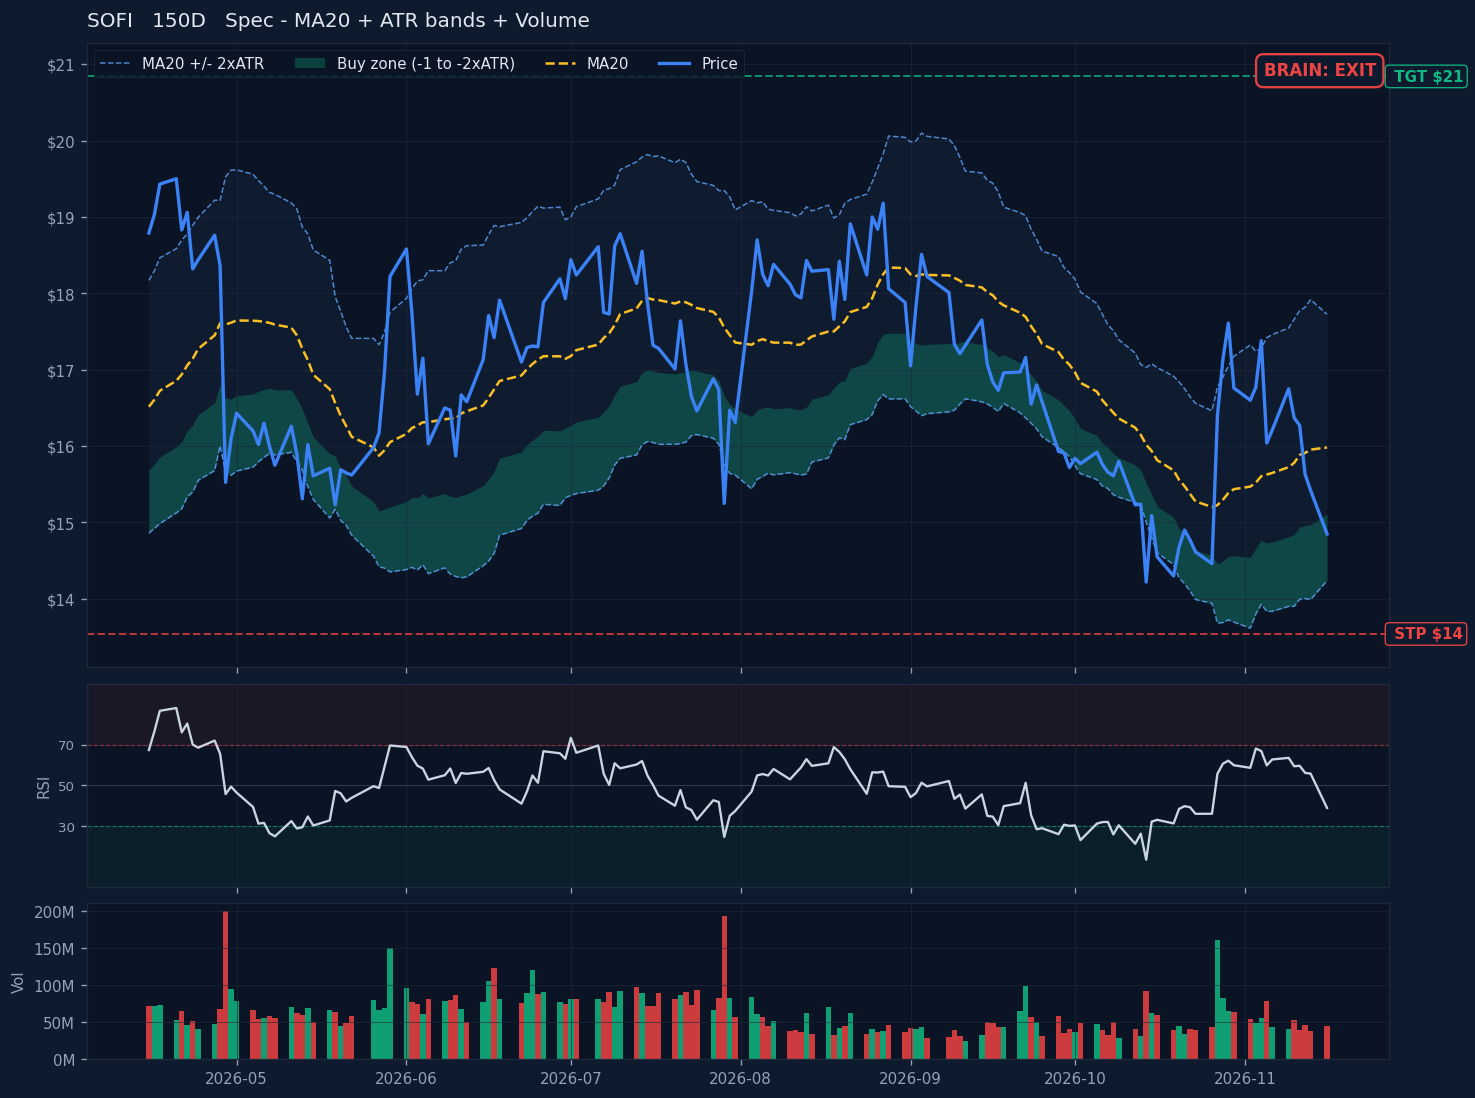 SOFI   150D   Spec - MA20 + ATR bands + Volume
MA20 +/- 2xATR
Buy zone (-1 to -2xATR)
MA20
Price
BRAIN: EXIT
TGT $21
$21
$20
$19
$18
$17
$16
$15
$14
STP $14
RSI
70
50
30
Vol
200M
150M
100M
50M
0M
2026-05
2026-06
2026-07
2026-08
2026-09
2026-10
2026-11